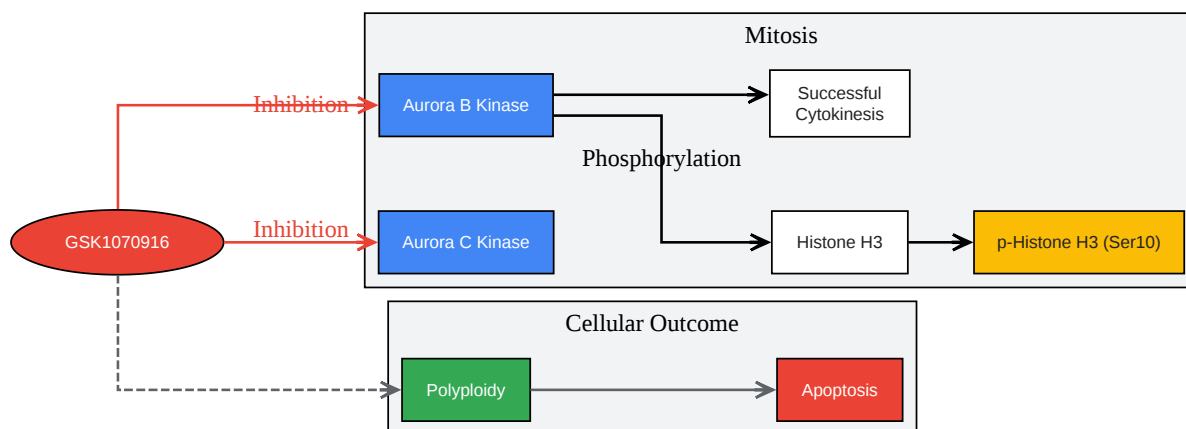 Mitosis
Inhibition
Aurora B Kinase
Successful
Cytokinesis
Phosphorylation
GSK1070916
Inhibition
Aurora C Kinase
Histone H3
p-Histone H3 (Ser10)
Cellular Outcome
Polyploidy
Apoptosis